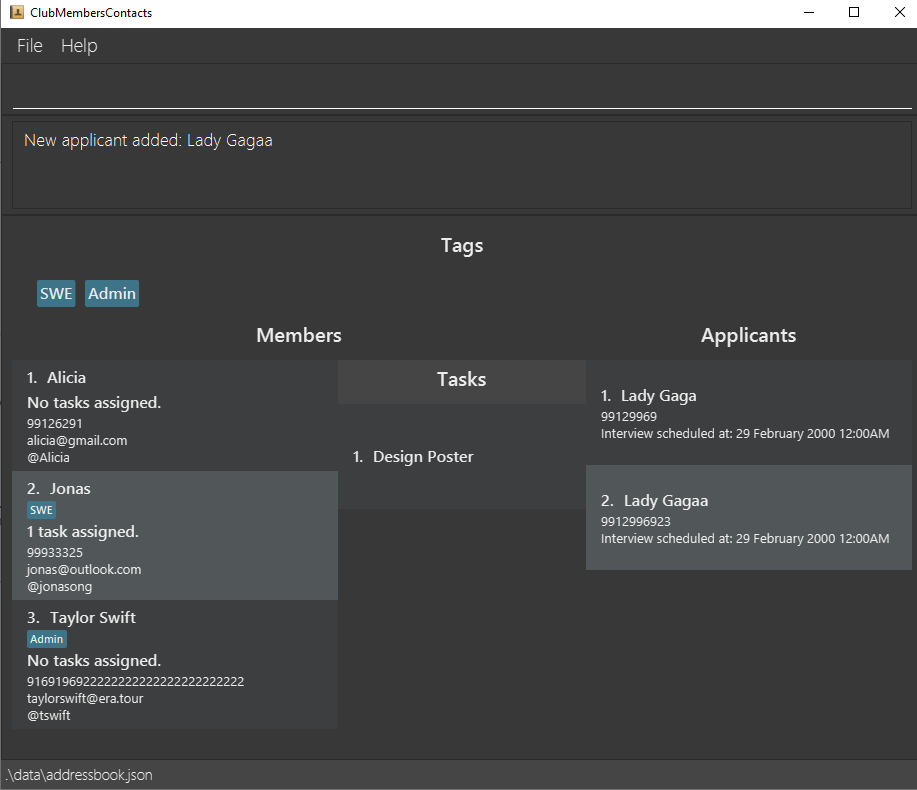 ClubMembersContacts
File Help
New applicant added: Lady Gagaa
Tags
SWE Admin
Members
1. Alicia
No tasks assigned.
99126291
alicia@gmail.com
@Alicia
2. Jonas
SWE
1 task assigned.
99933325
jonas@outlook.com
@jonasong
3. Taylor Swift
Admin
No tasks assigned.
91691969222222222222222222222
taylorswift@era.tour
@tswift
Tasks
1. Design Poster
Applicants
1. Lady Gaga
99129969
Interview scheduled at: 29 February 2000 12:00AM
2. Lady Gagaa
9912996923
Interview scheduled at: 29 February 2000 12:00AM
.\data\addressbook.json